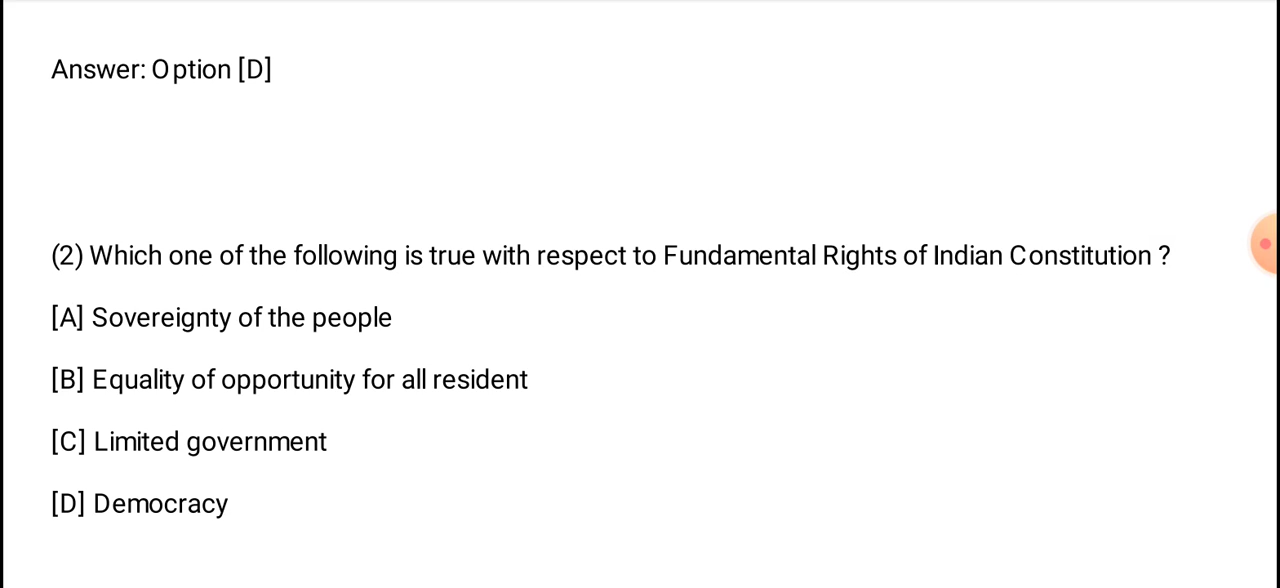 Answer: Option [D]
(2) Which one of the following is true with respect to Fundamental Rights of Indian Constitution ?
[A] Sovereignty of the people
[B] Equality of opportunity for all resident
[C] Limited government
[D] Democracy